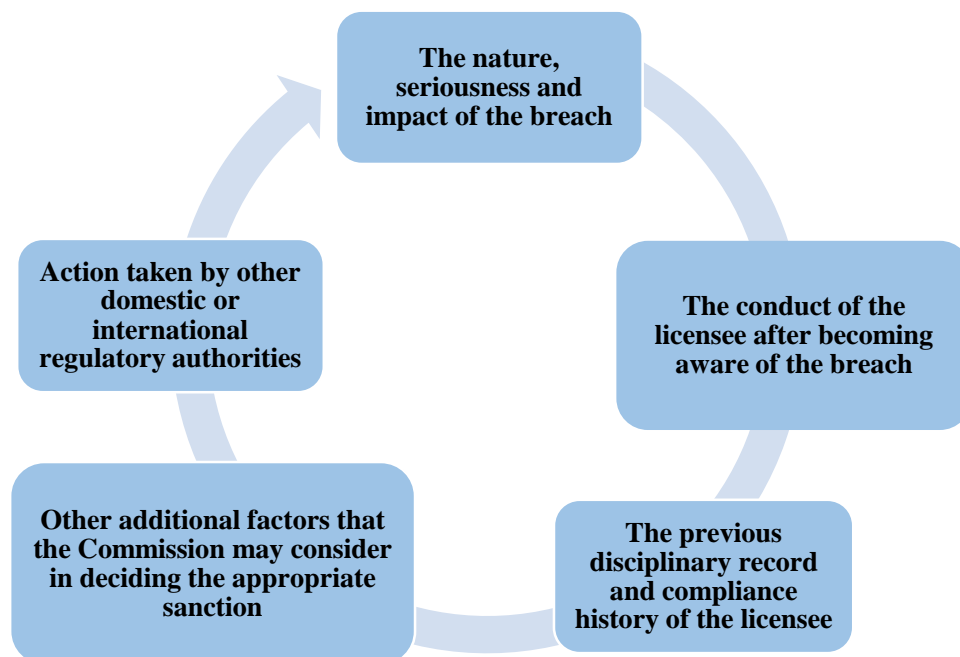 The nature,
seriousness and
impact of the breach
The conduct of the
licensee after becoming
aware of the breach
The previous
disciplinary record
and compliance
history of the licensee
Other additional factors that
the Commission may consider
in deciding the appropriate
sanction
Action taken by other
domestic or
international
regulatory authorities